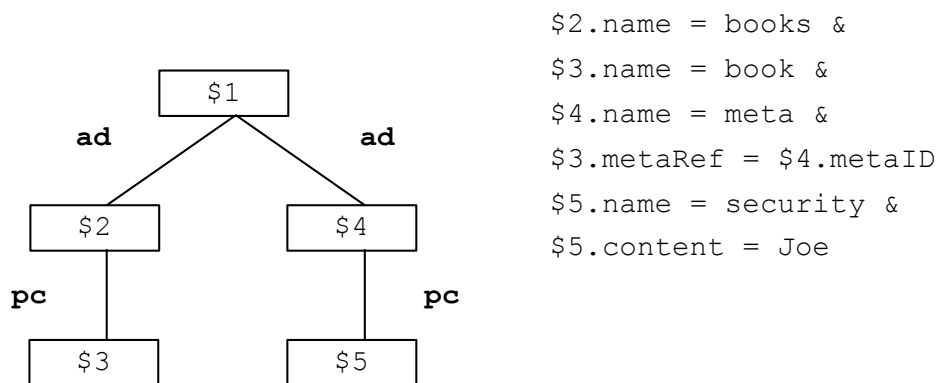 $1
ad ad
$2 $4
pc pc
$3 $5
$2.name = books &
$3.name = book &
$4.name = meta &
$3.metaRef = $4.metaID
$5.name = security &
$5.content = Joe